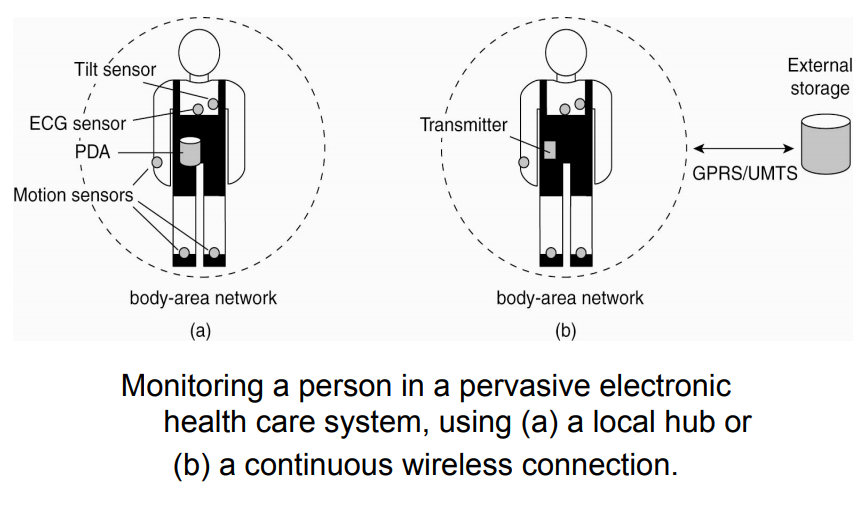 Tilt sensor
ECG sensor
PDA
Motion sensors
body-area network
(a)
Transmitter
body-area network
(b)
External
storage
GPRS/UMTS
Monitoring a person in a pervasive electronic
health care system, using (a) a local hub or
(b) a continuous wireless connection.